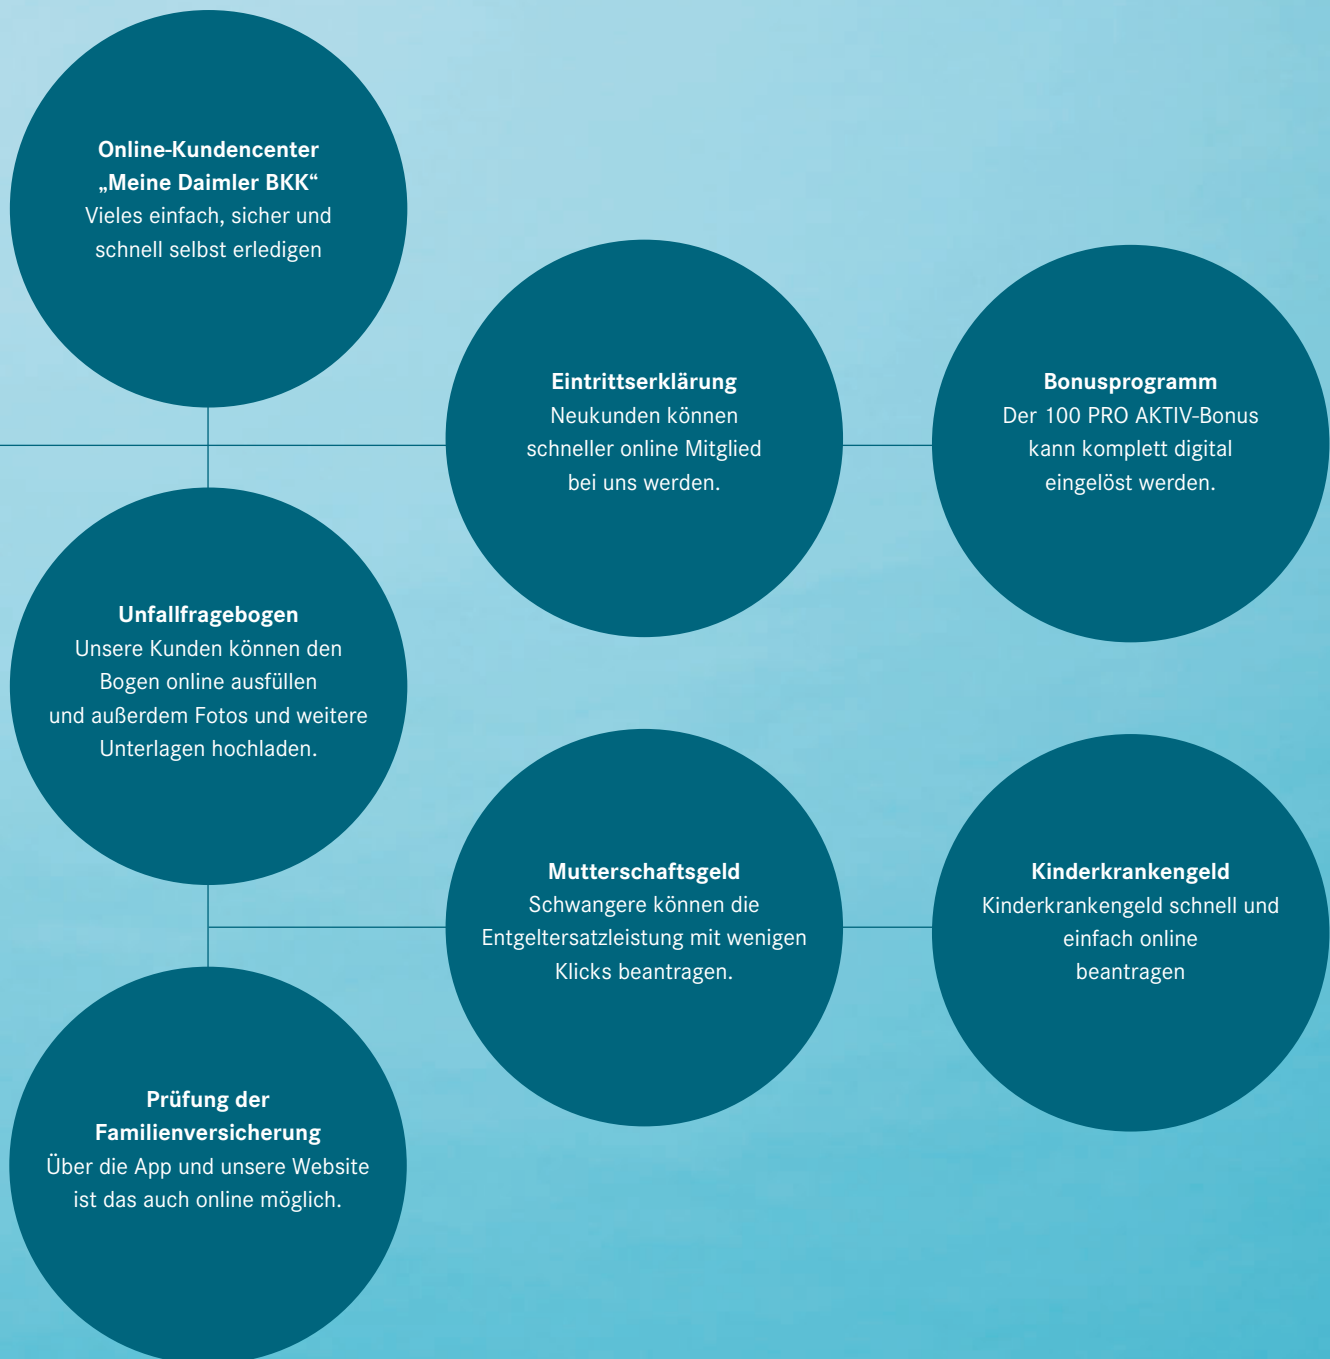 Online-Kundencenter
„Meine Daimler BKK“
Vieles einfach, sicher und
schnell selbst erledigen
Eintrittserklärung
Neukunden können
schneller online Mitglied
bei uns werden.
Bonusprogramm
Der 100 PRO AKTIV-Bonus
kann komplett digital
eingelöst werden.
Unfallfragebogen
Unsere Kunden können den
Bogen online ausfüllen
und außerdem Fotos und weitere
Unterlagen hochladen.
Mutterschaftsgeld
Schwangere können die
Entgeltersatzleistung mit wenigen
Klicks beantragen.
Kinderkrankengeld
Kinderkrankengeld schnell und
einfach online
beantragen
Prüfung der
Familienversicherung
Über die App und unsere Website
ist das auch online möglich.